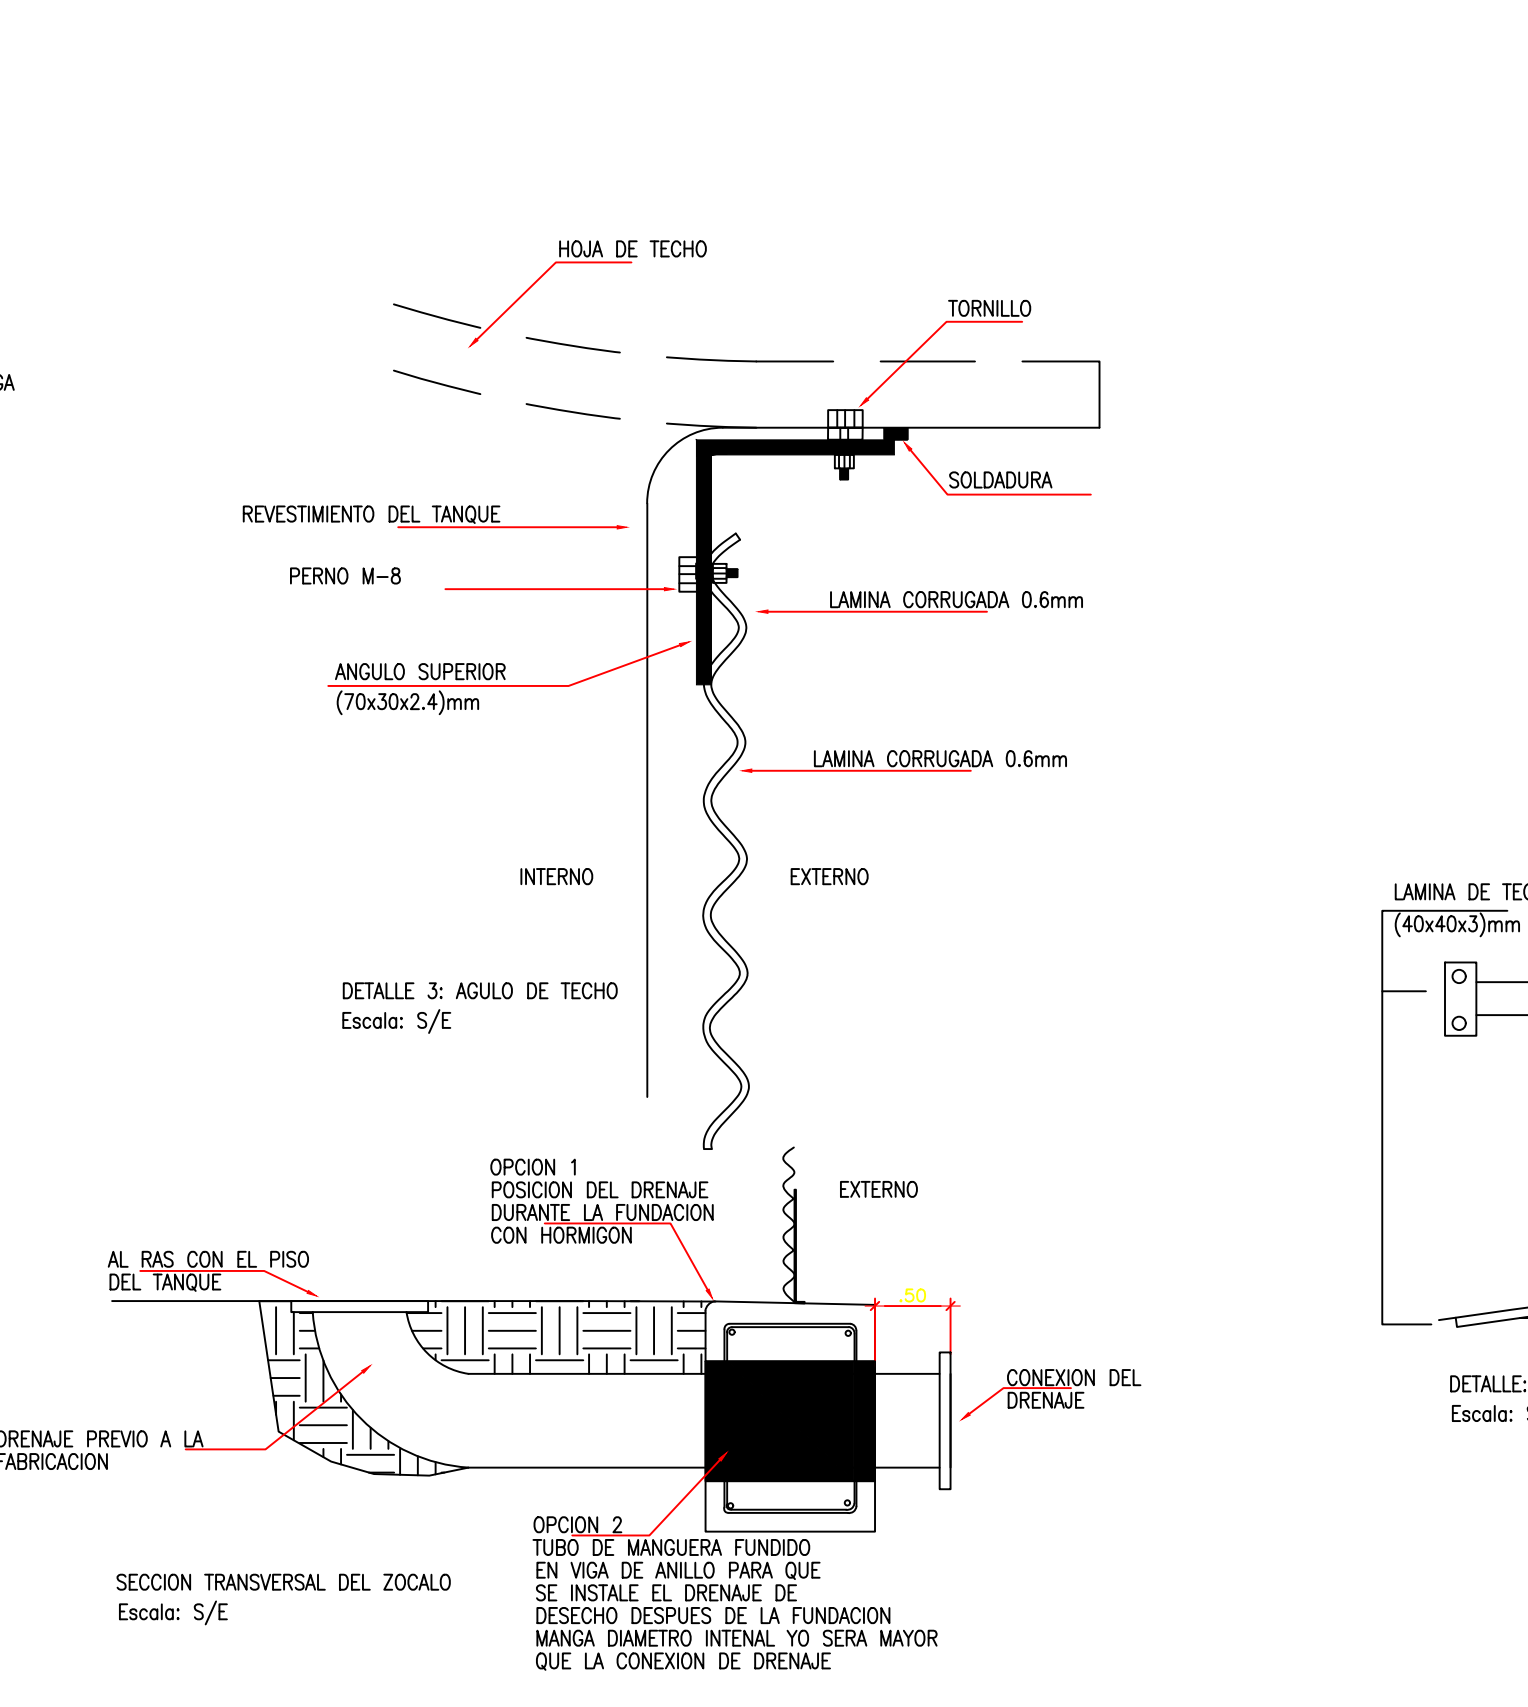 HOJA DE TECHO
TORNILLO
GA
SOLDADURA
REVESTIMIENTO DEL TANQUE
PERNO M-8
LAMINA CORRUGADA 0.6mm
ANGULO SUPERIOR
(70x30x2.4)mm
LAMINA CORRUGADA 0.6mm
INTERNO
EXTERNO
LAMINA DE TEC
(40x40x3)mm
DETALLE 3: AGULO DE TECHO
Escala: S/E
OPCION 1
POSICION DEL DRENAJE
DURANTE LA FUNDACION
CON HORMIGON
EXTERNO
AL RAS CON EL PISO
DEL TANQUE
.50
CONEXION DEL
DRENAJE
DETALLE:
Escala: S
DRENAJE PREVIO A LA
FABRICACION
OPCION 2
TUBO DE MANGUERA FUNDIDO
EN VIGA DE ANILLO PARA QUE
SE INSTALE EL DRENAJE DE
DESECHO DESPUES DE LA FUNDACION
MANGA DIAMETRO INTENAL YO SERA MAYOR
QUE LA CONEXION DE DRENAJE
SECCION TRANSVERSAL DEL ZOCALO
Escala: S/E